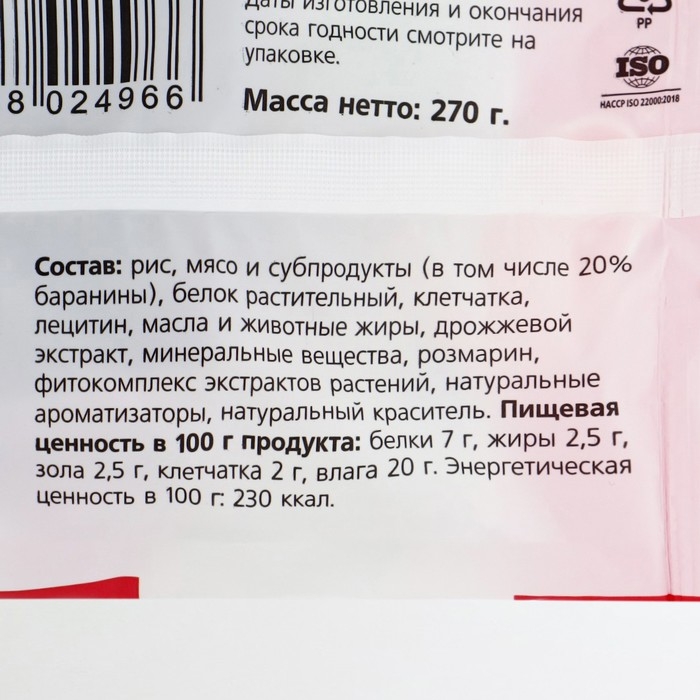 Даты изготовления и окончания
срока годности смотрите на
упаковке.
PP
ISO
HACCP ISO 22000:2018
8 024966
Масса нетто: 270 г.
Состав: рис, мясо и субпродукты (в том числе 20%
баранины), белок растительный, клетчатка,
лецитин, масла и животные жиры, дрожжевой
экстракт, минеральные вещества, розмарин,
фитокомплекс экстрактов растений, натуральные
ароматизаторы, натуральный краситель. Пищевая
ценность в 100 г продукта: белки 7 г, жиры 2,5 г,
зола 2,5 г, клетчатка 2 г, влага 20 г. Энергетическая
ценность в 100 г: 230 ккал.